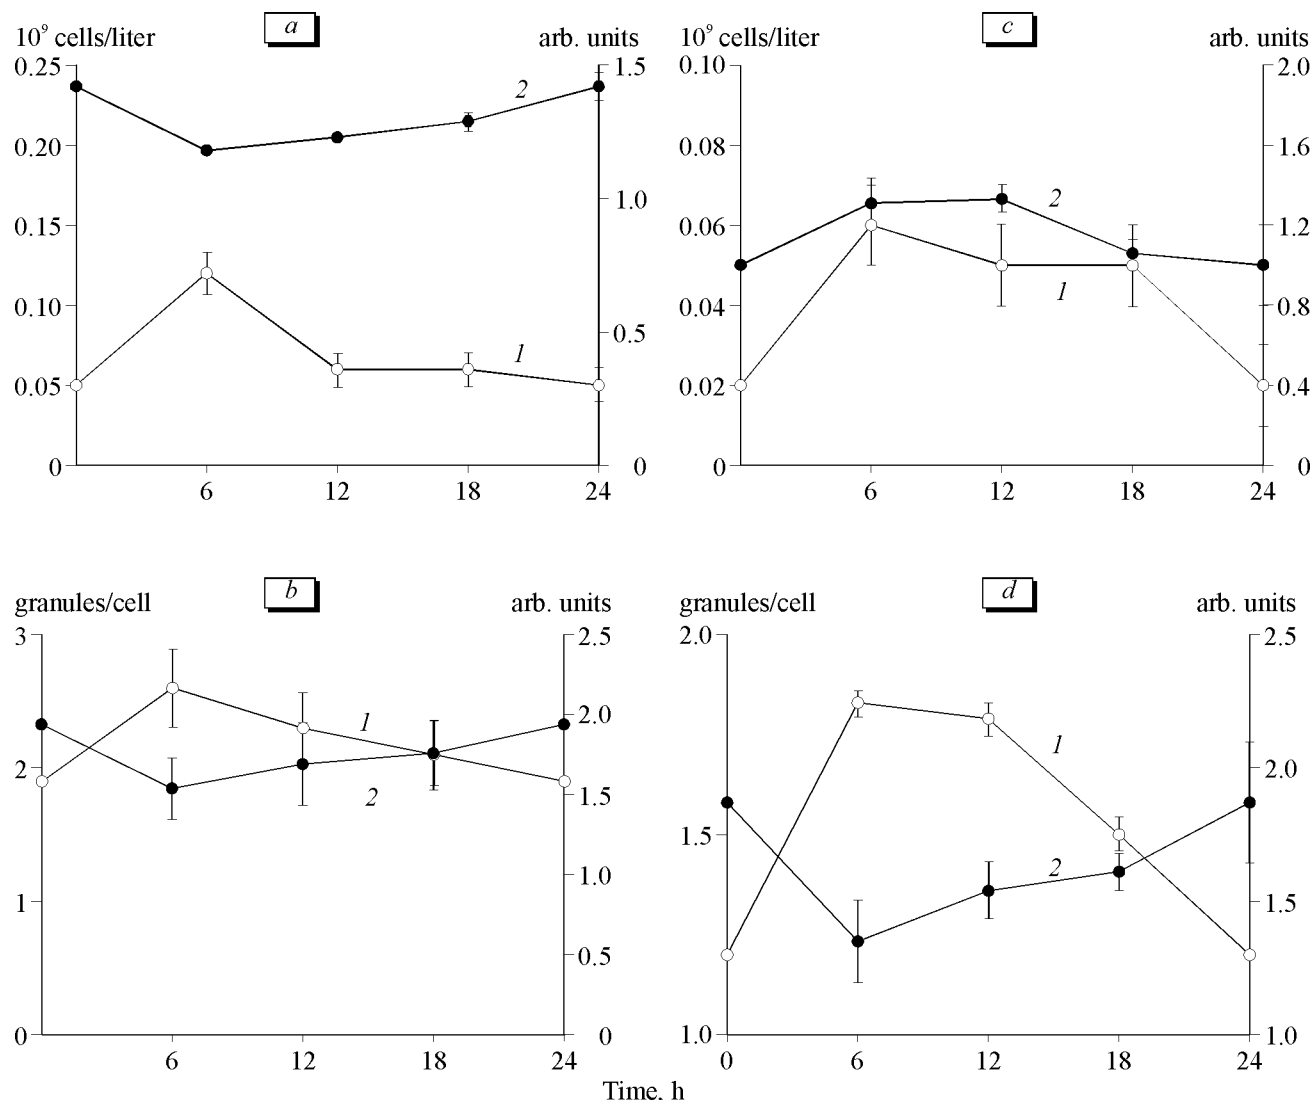 a
10⁹ cells/liter
arb. units
0.25
0.20
0.15
0.10
0.05
0
1.5
1.0
0.5
0
2
1
6 12 18 24
c
10⁹ cells/liter
arb. units
0.10
0.08
0.06
0.04
0.02
0
2.0
1.6
1.2
0.8
0.4
0
2
1
6 12 18 24
b
granules/cell
arb. units
3
2
1
0
2.5
2.0
1.5
1.0
0.5
0
1
2
6 12 18 24
d
granules/cell
arb. units
2.0
1.5
1.0
2.5
2.0
1.5
1.0
1
2
0 6 12 18 24
Time, h